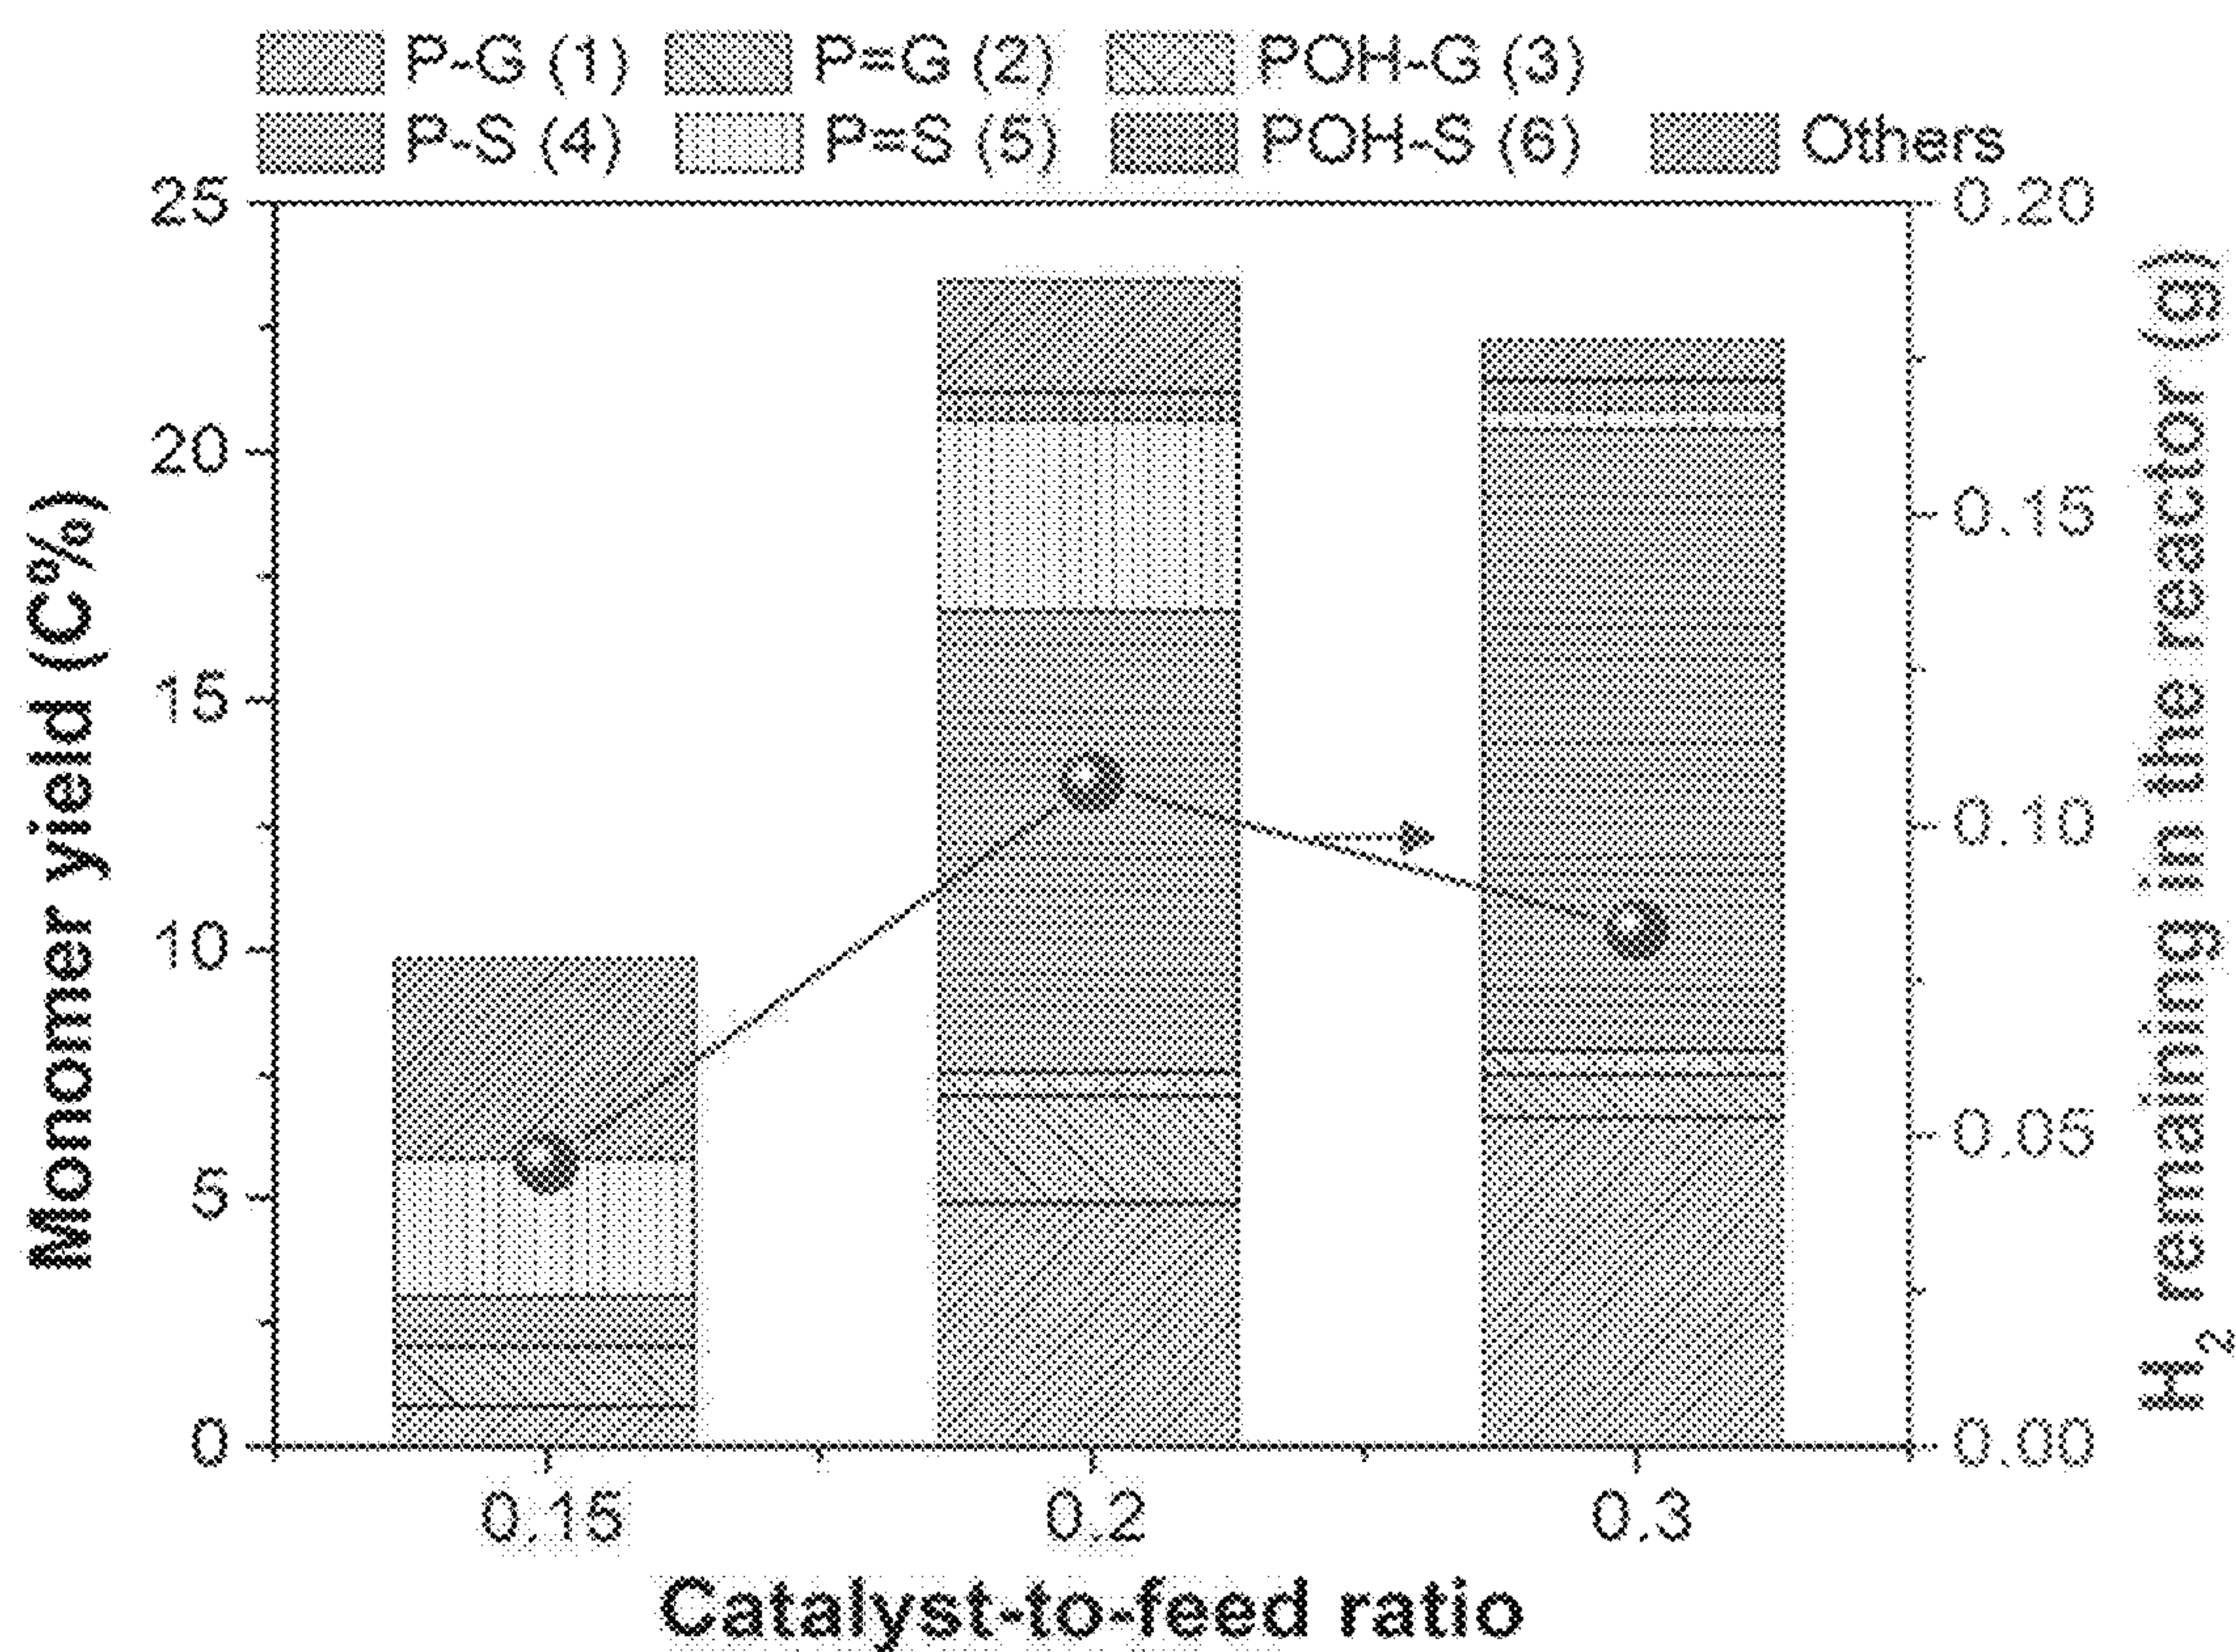 P-G (1) P=G (2) POH-G (3)
P-S (4) P=S (5) POH-S (6) Others
Monomer yield (C%)
25
20
15
10
5
0
0.20
0.15
0.10
0.05
0.00
H2 remaining in the reactor (g)
0.15 0.2 0.3
Catalyst-to-feed ratio